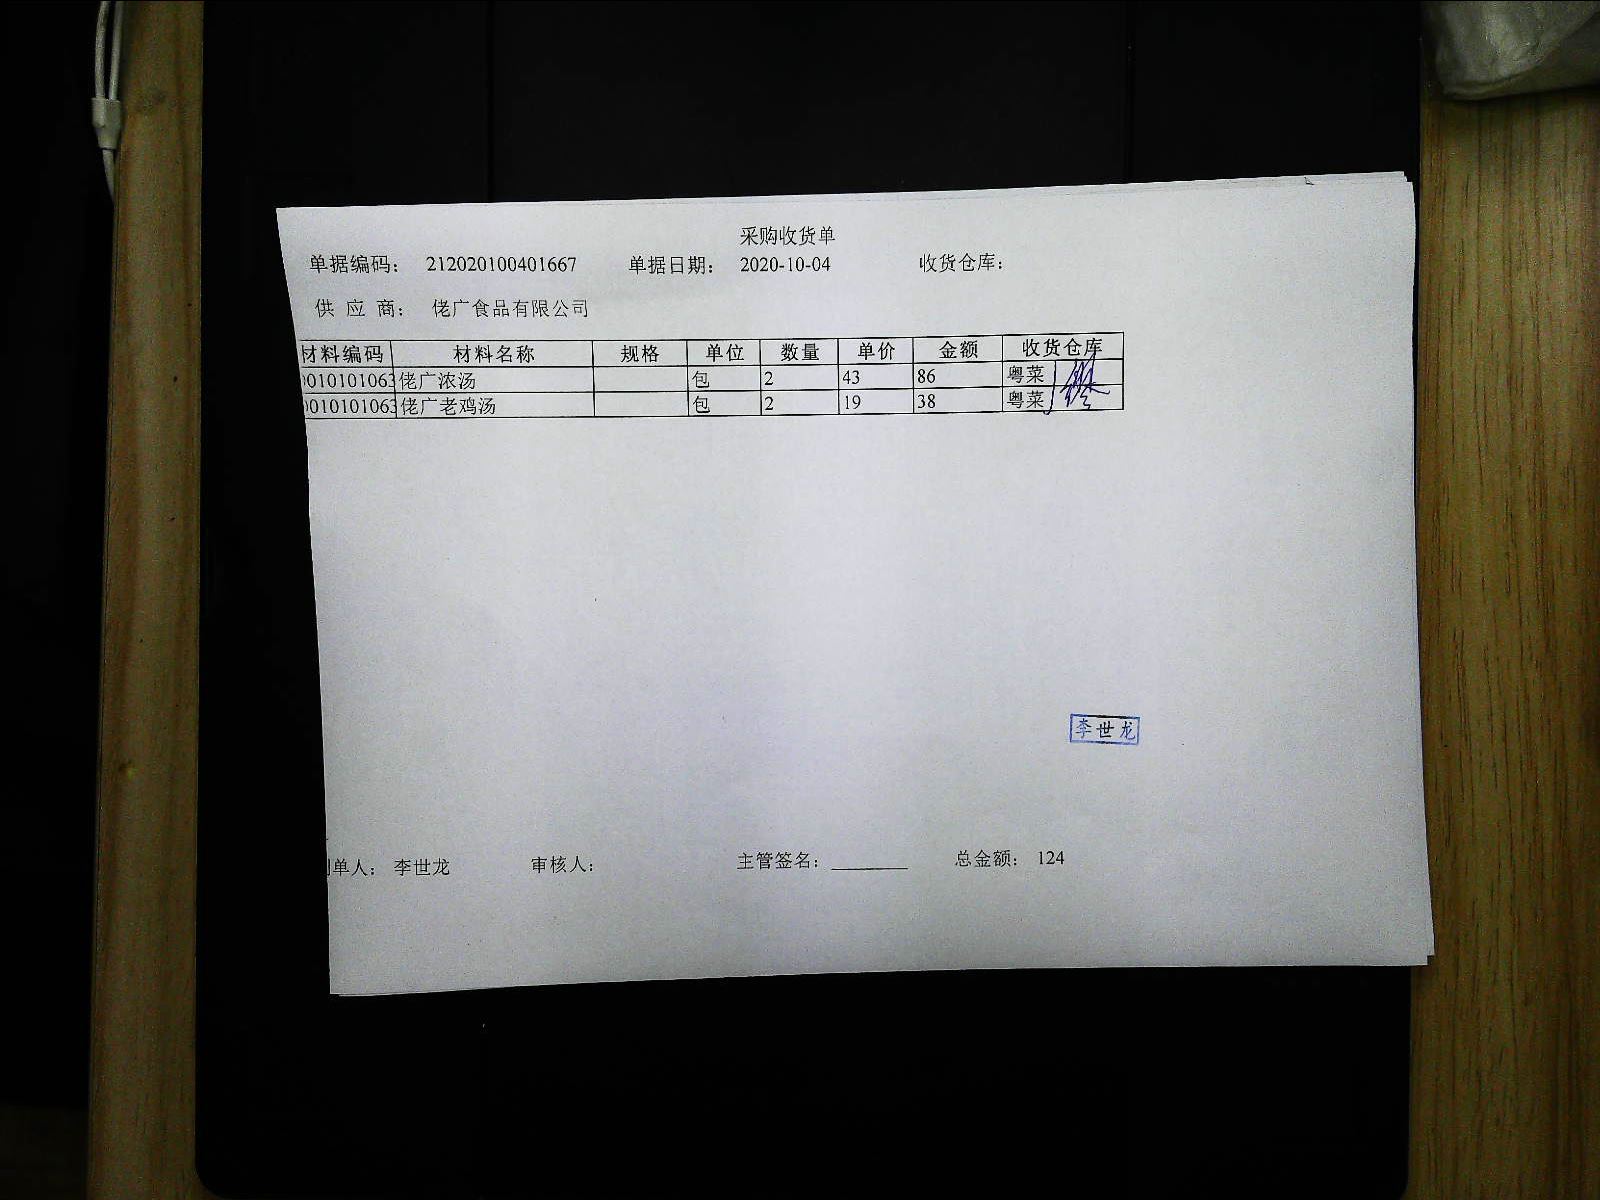 采购收货单
单据编码： 212020100401667 单据日期： 2020-10-04 收货仓库：
供 应 商： 佬广食品有限公司
材料编码 材料名称 规格 单位 数量 单价 金额 收货仓库
0010101063 佬广浓汤 包 2 43 86 粤菜
0010101063 佬广老鸡汤 包 2 19 38 粤菜
李世龙
制单人： 李世龙 审核人： 主管签名： ________ 总金额： 124